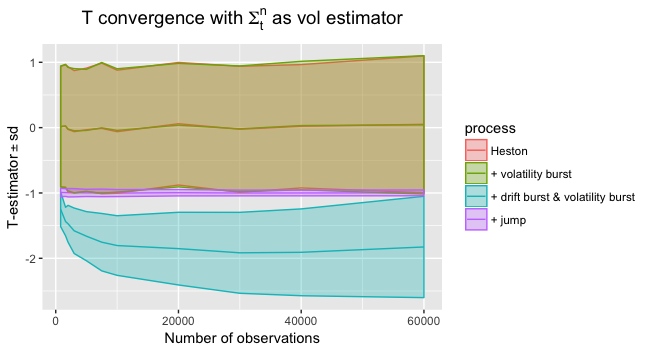 T convergence with Σₜⁿ as vol estimator
T-estimator ± sd
1
0
-1
-2
0
20000
40000
60000
Number of observations
process
Heston
+ volatility burst
+ drift burst & volatility burst
+ jump